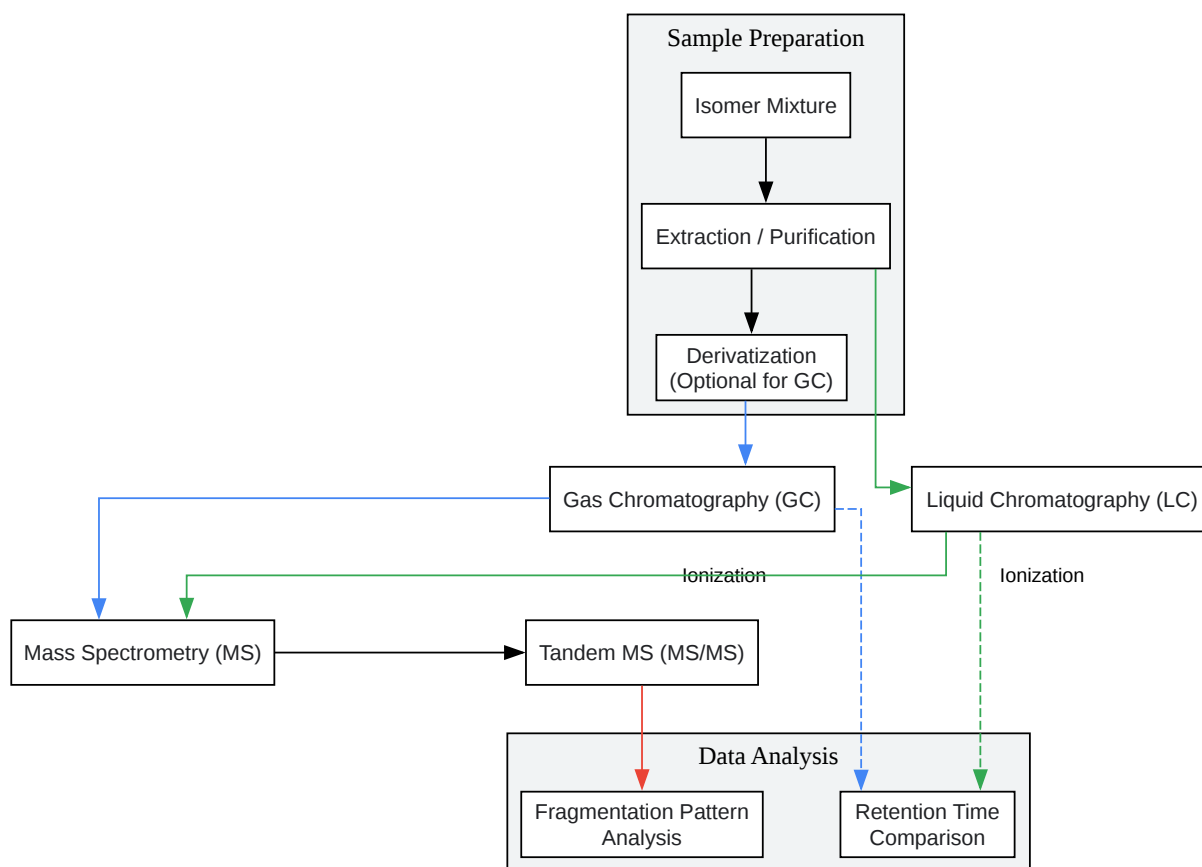 Sample Preparation
Isomer Mixture
Extraction / Purification
Derivatization
(Optional for GC)
Gas Chromatography (GC)
Liquid Chromatography (LC)
Ionization
Ionization
Mass Spectrometry (MS)
Tandem MS (MS/MS)
Data Analysis
Fragmentation Pattern
Analysis
Retention Time
Comparison